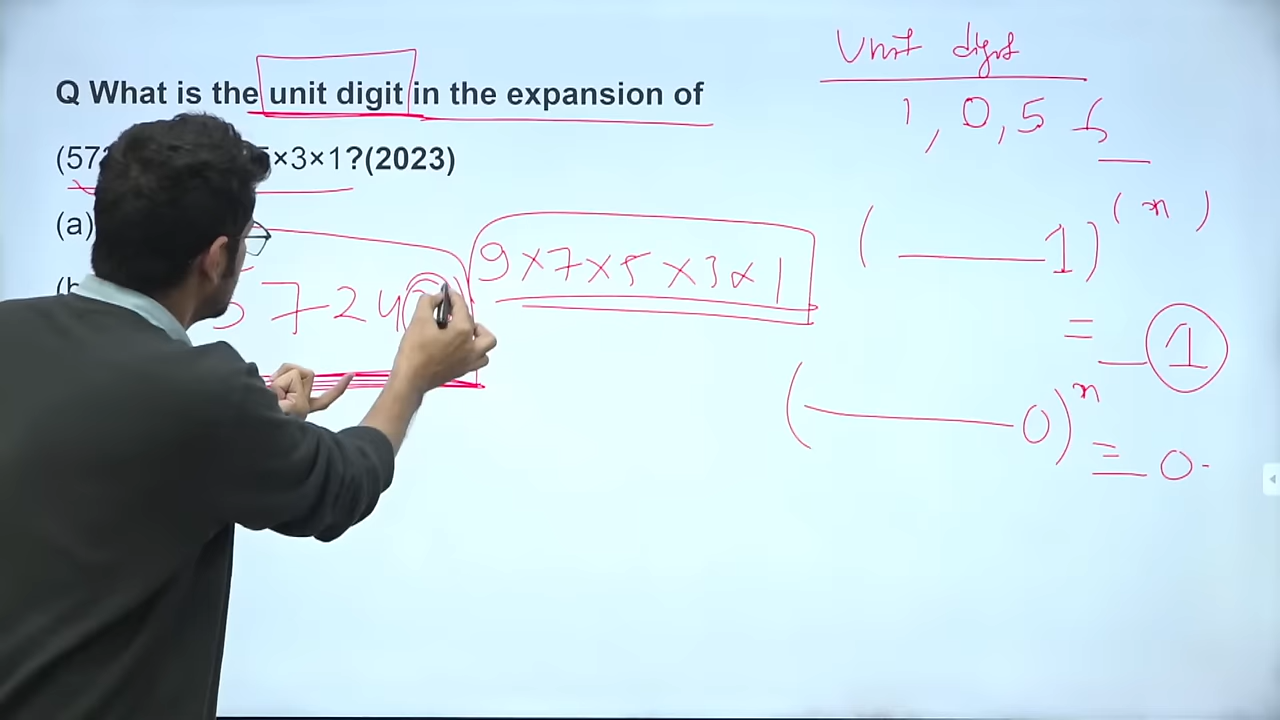 Q What is the unit digit in the expansion of
(57 ×3×1?(2023)
(a)
Unit digit
1, 0, 5 6
5724
9×7×5×3×1
( 1)^(n)
= 1
( 0)^n
= 0